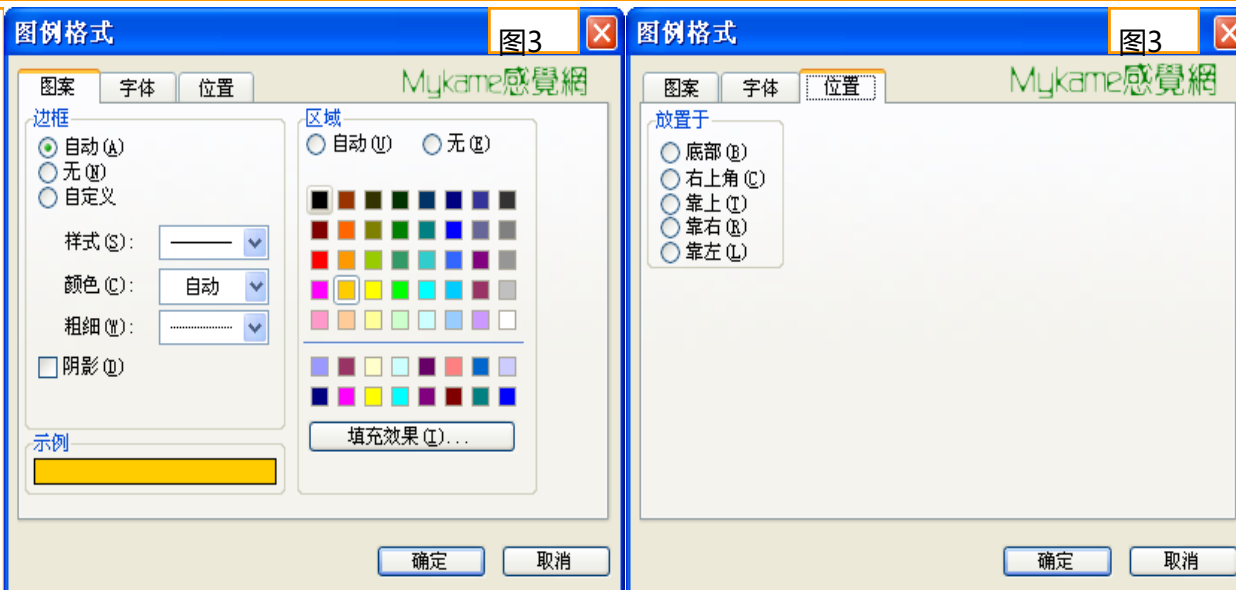 图例格式
图3
Mykame感覺網
图案 字体 位置
边框
自动(A)
无(N)
自定义
样式(S):
颜色(C): 自动
粗细(W):
阴影(D)
示例
区域
自动(U) 无(E)
填充效果(I)...
确定 取消
图例格式
图3
Mykame感覺網
图案 字体 位置
放置于
底部(B)
右上角(C)
靠上(T)
靠右(R)
靠左(L)
确定 取消